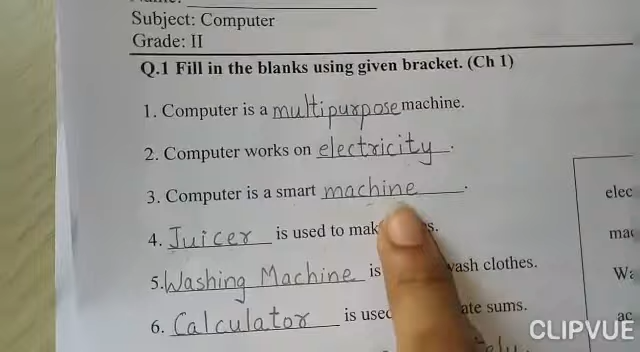 Subject: Computer
Grade: II
Q.1 Fill in the blanks using given bracket. (Ch 1)
1. Computer is a multipurpose machine.
2. Computer works on electricity.
3. Computer is a smart machine.
4. Juicer is used to mak s.
5. Washing Machine is wash clothes.
6. Calculator is used ate sums.
elec
mac
Wa
ac
CLIPVUE